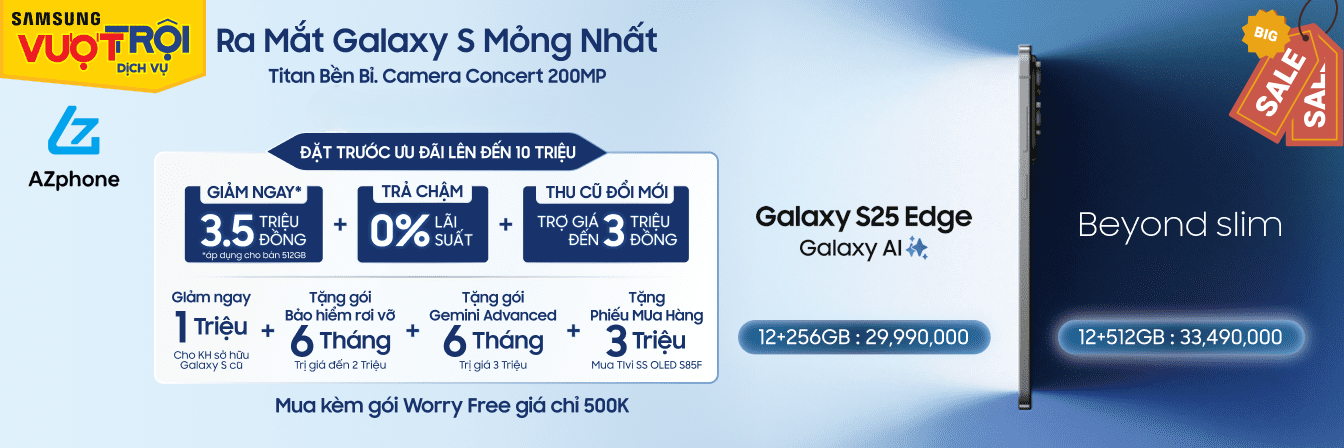 SAMSUNG
VƯỢT TRỘI
DỊCH VỤ
AZphone
Ra Mắt Galaxy S Mỏng Nhất
Titan Bền Bỉ. Camera Concert 200MP
ĐẶT TRƯỚC ƯU ĐÃI LÊN ĐẾN 10 TRIỆU
GIẢM NGAY*
3.5 TRIỆU ĐỒNG
*áp dụng cho bản 512GB
+
TRẢ CHẬM
0% LÃI SUẤT
+
THU CŨ ĐỔI MỚI
TRỢ GIÁ ĐẾN 3 TRIỆU ĐỒNG
Giảm ngay
1 Triệu
Cho KH sở hữu
Galaxy S cũ
+
Tặng gói
Bảo hiểm rơi vỡ
6 Tháng
Trị giá đến 2 Triệu
+
Tặng gói
Gemini Advanced
6 Tháng
Trị giá 3 Triệu
+
Tặng
Phiếu MUa Hàng
3 Triệu
Mua TIvi SS OLED S85F
Mua kèm gói Worry Free giá chỉ 500K
Galaxy S25 Edge
Galaxy AI
12+256GB : 29,990,000
Beyond slim
12+512GB : 33,490,000
BIG
SALE
SALE